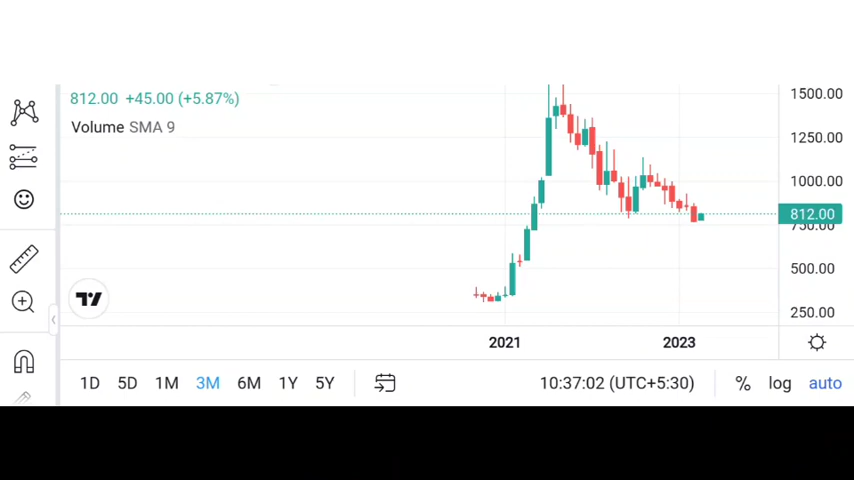 812.00 +45.00 (+5.87%)
Volume SMA 9
1500.00
1250.00
1000.00
812.00
750.00
500.00
250.00
2021 2023
1D 5D 1M 3M 6M 1Y 5Y 10:37:02 (UTC+5:30) % log auto